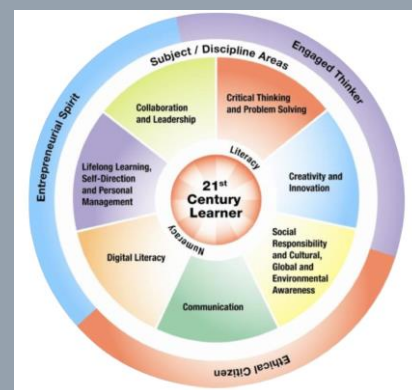 Subject / Discipline Areas
Engaged Thinker
Entrepreneurial Spirit
Ethical Citizen
Collaboration
and Leadership
Critical Thinking
and Problem Solving
Creativity and
Innovation
Social
Responsibility
and Cultural,
Global and
Environmental
Awareness
Communication
Digital Literacy
Lifelong Learning,
Self-Direction
and Personal
Management
Literacy
21st
Century
Learner
Numeracy